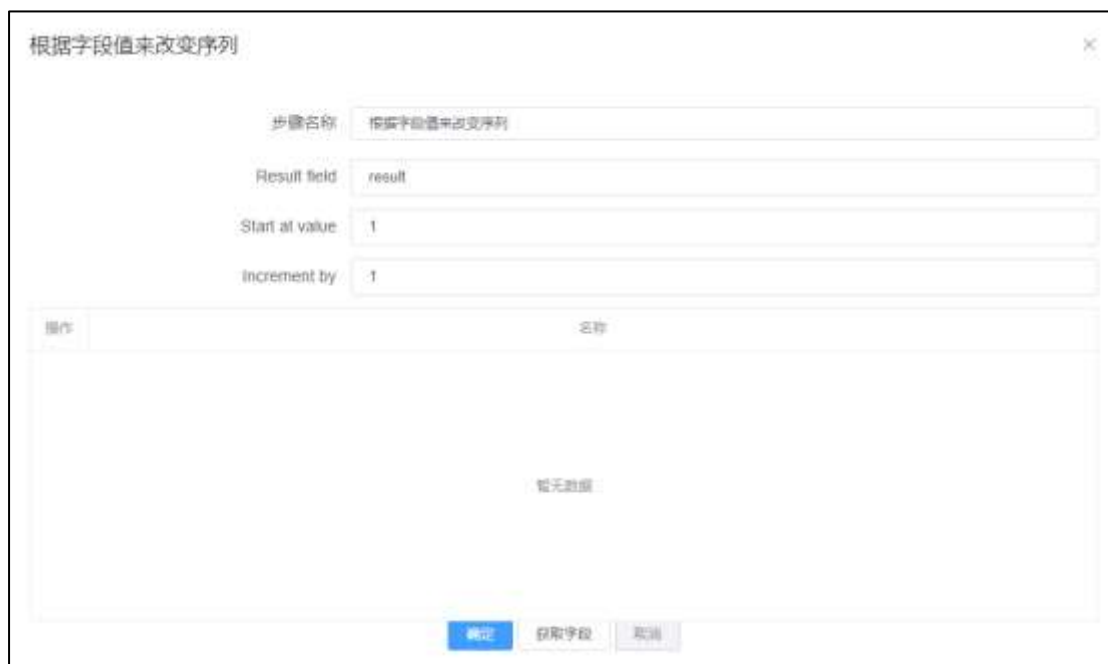 根据字段值来改变序列
步骤名称 根据字段值来改变序列
Result field result
Start at value 1
Increment by 1
操作 名称
暂无数据
确定 获取字段 取消